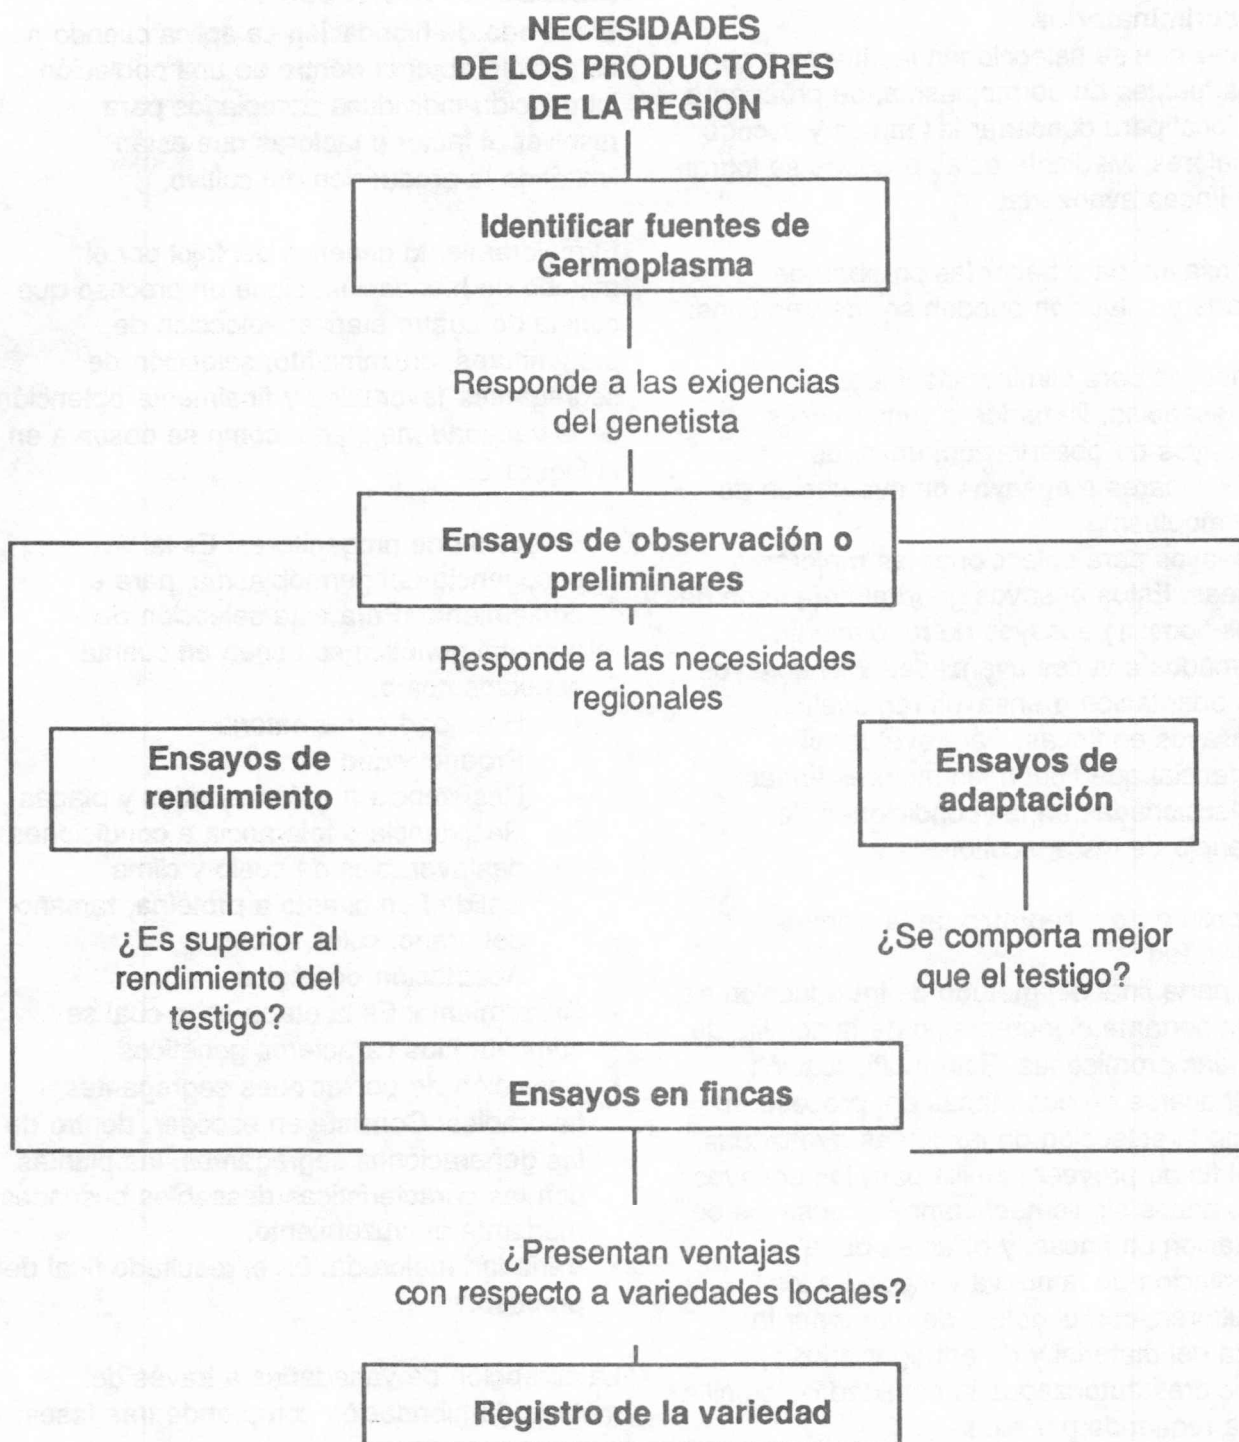 NECESIDADES
DE LOS PRODUCTORES
DE LA REGION
Identificar fuentes de
Germoplasma
Responde a las exigencias
del genetista
Ensayos de observación o
preliminares
Responde a las necesidades
regionales
Ensayos de
rendimiento
Ensayos de
adaptación
¿Es superior al
rendimiento del
testigo?
¿Se comporta mejor
que el testigo?
Ensayos en fincas
¿Presentan ventajas
con respecto a variedades locales?
Registro de la variedad